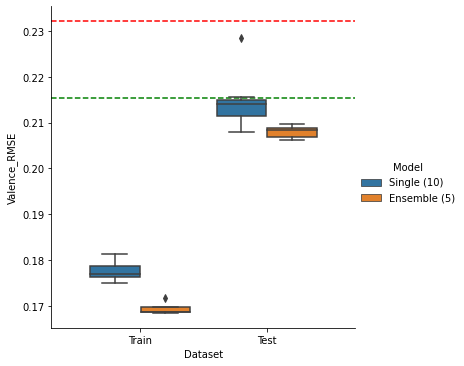 0.23
0.22
0.21
0.20
0.19
0.18
0.17
Valence_RMSE
Train
Test
Dataset
Model
Single (10)
Ensemble (5)